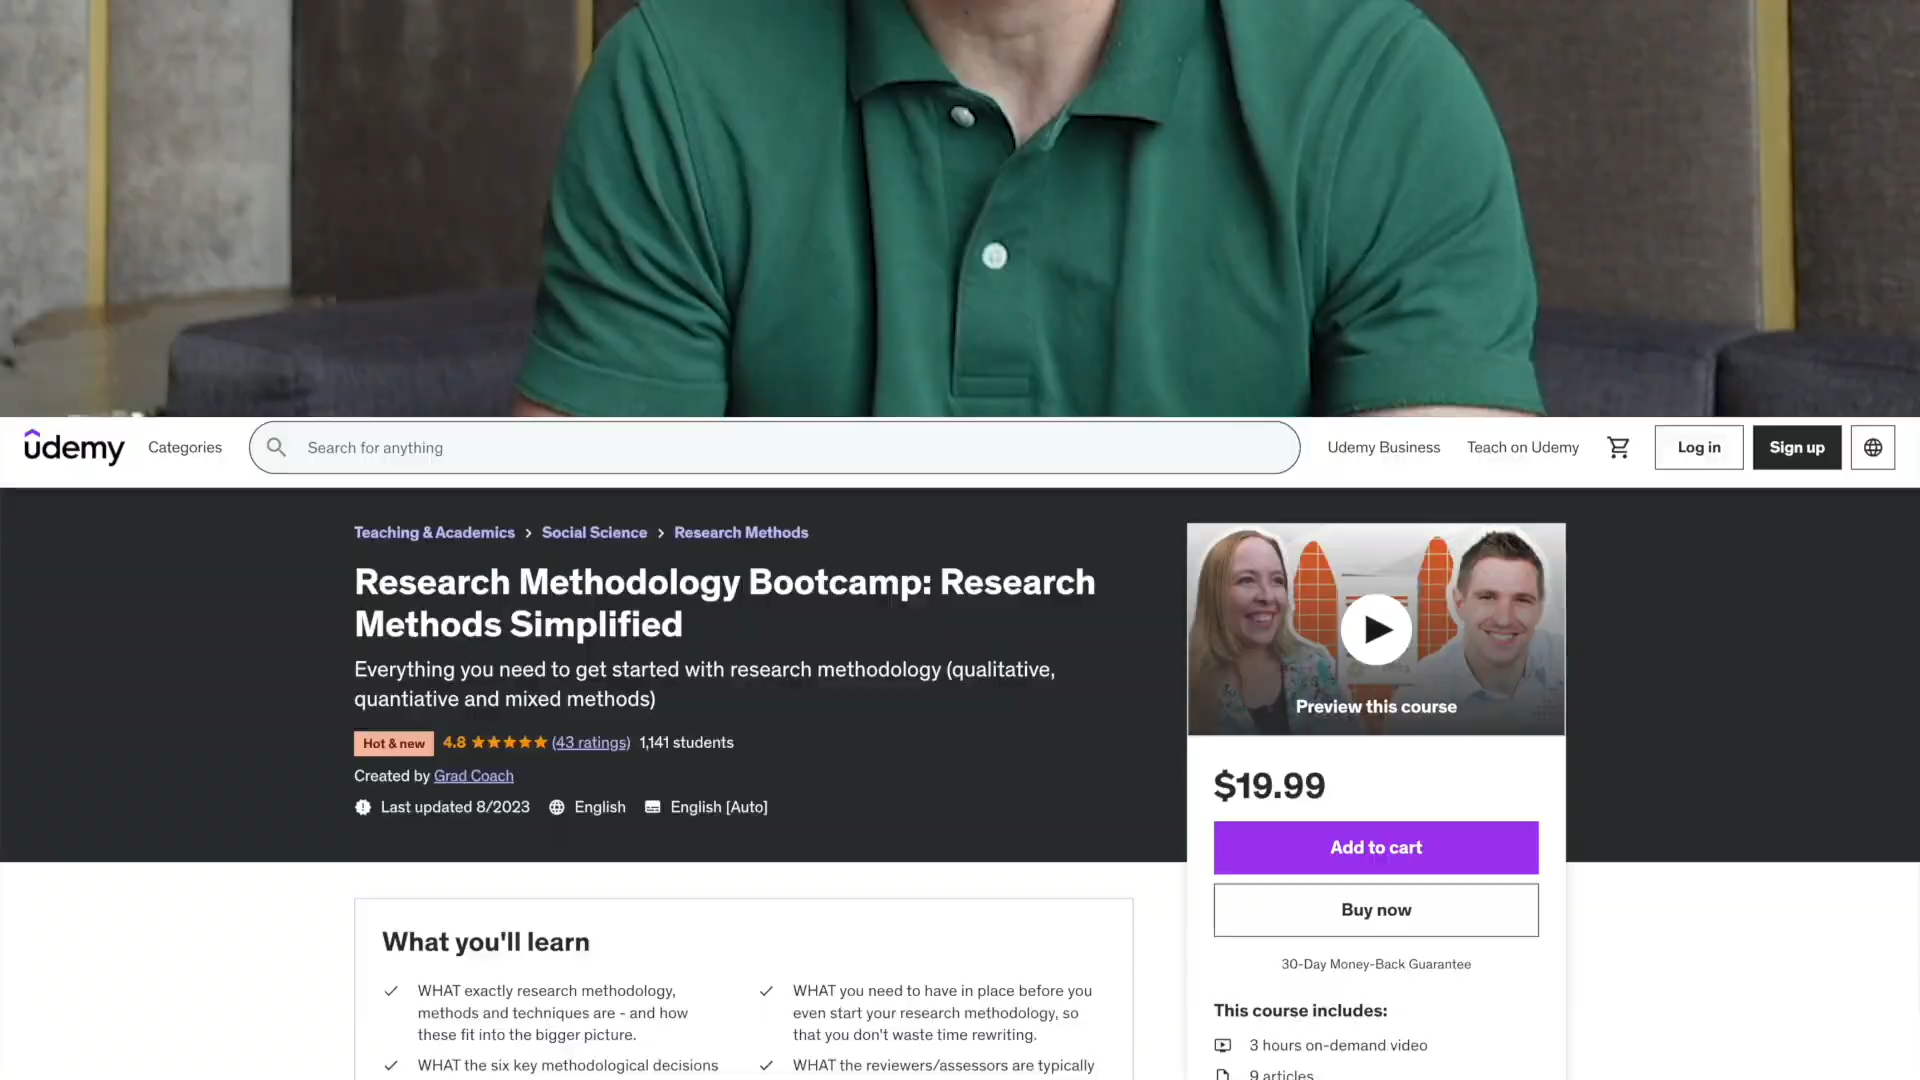 udemy
Categories
Search for anything
Udemy Business
Teach on Udemy
Log in
Sign up
Teaching & Academics > Social Science > Research Methods
Research Methodology Bootcamp: Research
Methods Simplified
Everything you need to get started with research methodology (qualitative,
quantiative and mixed methods)
Hot & new 4.8 (43 ratings) 1,141 students
Created by Grad Coach
Last updated 8/2023 English English [Auto]
Preview this course
$19.99
Add to cart
Buy now
30-Day Money-Back Guarantee
This course includes:
3 hours on-demand video
9 articles
What you'll learn
WHAT exactly research methodology,
methods and techniques are - and how
these fit into the bigger picture.
WHAT you need to have in place before you
even start your research methodology, so
that you don't waste time rewriting.
WHAT the six key methodological decisions
WHAT the reviewers/assessors are typically